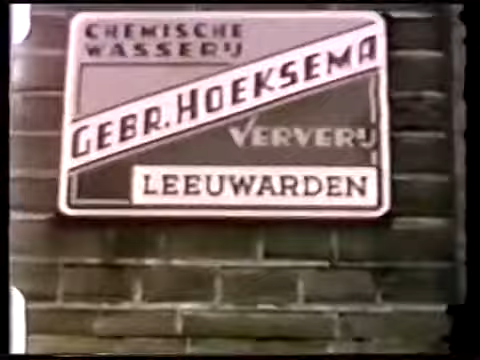 CHEMISCHE
WASSERIJ
GEBR. HOEKSEMA
VERVERIJ
LEEUWARDEN